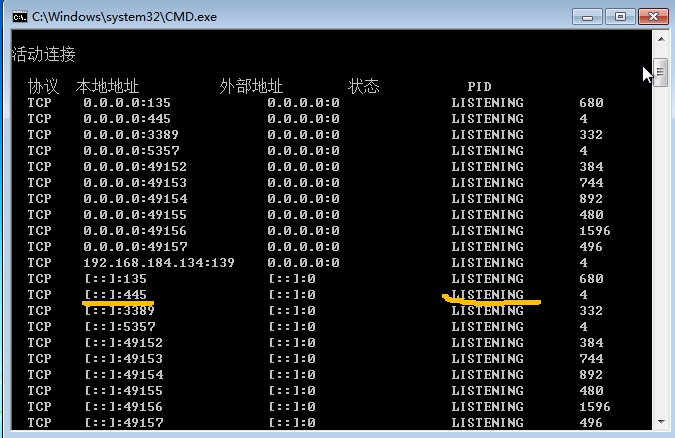 C:\Windows\system32\CMD.exe
活动连接
协议 本地地址 外部地址 状态 PID
TCP 0.0.0.0:135 0.0.0.0:0 LISTENING 680
TCP 0.0.0.0:445 0.0.0.0:0 LISTENING 4
TCP 0.0.0.0:3389 0.0.0.0:0 LISTENING 332
TCP 0.0.0.0:5357 0.0.0.0:0 LISTENING 4
TCP 0.0.0.0:49152 0.0.0.0:0 LISTENING 384
TCP 0.0.0.0:49153 0.0.0.0:0 LISTENING 744
TCP 0.0.0.0:49154 0.0.0.0:0 LISTENING 892
TCP 0.0.0.0:49155 0.0.0.0:0 LISTENING 480
TCP 0.0.0.0:49156 0.0.0.0:0 LISTENING 1596
TCP 0.0.0.0:49157 0.0.0.0:0 LISTENING 496
TCP 192.168.184.134:139 0.0.0.0:0 LISTENING 4
TCP [::]:135 [::]:0 LISTENING 680
TCP [::]:445 [::]:0 LISTENING 4
TCP [::]:3389 [::]:0 LISTENING 332
TCP [::]:5357 [::]:0 LISTENING 4
TCP [::]:49152 [::]:0 LISTENING 384
TCP [::]:49153 [::]:0 LISTENING 744
TCP [::]:49154 [::]:0 LISTENING 892
TCP [::]:49155 [::]:0 LISTENING 480
TCP [::]:49156 [::]:0 LISTENING 1596
TCP [::]:49157 [::]:0 LISTENING 496